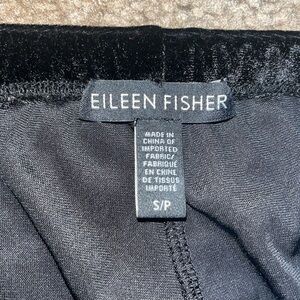 EILEEN FISHER
MADE IN
CHINA OF
IMPORTED
FABRIC/
FABRIQUÉ
EN CHINE
DE TISSUS
IMPORTÉ
S/P